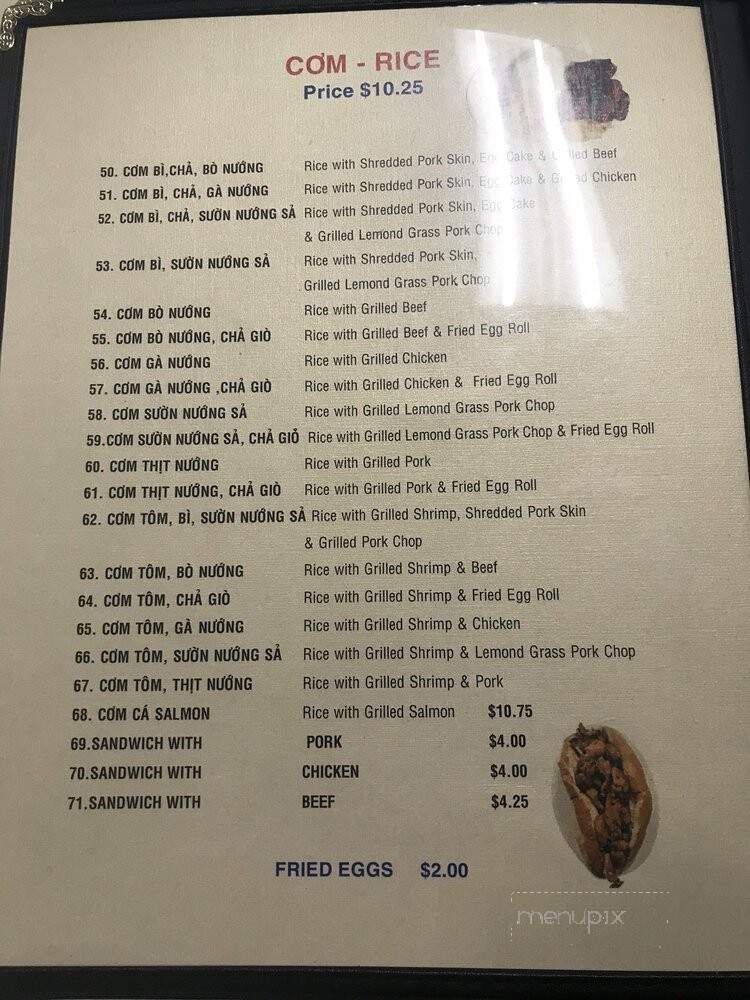 CƠM - RICE
Price $10.25
50. CƠM BÌ,CHẢ, BÒ NƯỚNG Rice with Shredded Pork Skin, Egg Cake & Grilled Beef
51. CƠM BÌ, CHẢ, GÀ NƯỚNG Rice with Shredded Pork Skin, Egg Cake & Grilled Chicken
52. CƠM BÌ, CHẢ, SƯỜN NƯỚNG SẢ Rice with Shredded Pork Skin, Egg Cake
& Grilled Lemond Grass Pork Chop
53. CƠM BÌ, SƯỜN NƯỚNG SẢ Rice with Shredded Pork Skin,
Grilled Lemond Grass Pork Chop
54. CƠM BÒ NƯỚNG Rice with Grilled Beef
55. CƠM BÒ NƯỚNG, CHẢ GIÒ Rice with Grilled Beef & Fried Egg Roll
56. CƠM GÀ NƯỚNG Rice with Grilled Chicken
57. CƠM GÀ NƯỚNG ,CHẢ GIÒ Rice with Grilled Chicken & Fried Egg Roll
58. CƠM SƯỜN NƯỚNG SẢ Rice with Grilled Lemond Grass Pork Chop
59.CƠM SƯỜN NƯỚNG SẢ, CHẢ GIỎ Rice with Grilled Lemond Grass Pork Chop & Fried Egg Roll
60. CƠM THỊT NƯỚNG Rice with Grilled Pork
61. CƠM THỊT NƯỚNG, CHẢ GIÒ Rice with Grilled Pork & Fried Egg Roll
62. CƠM TÔM, BÌ, SƯỜN NƯỚNG SẢ Rice with Grilled Shrimp, Shredded Pork Skin
& Grilled Pork Chop
63. CƠM TÔM, BÒ NƯỚNG Rice with Grilled Shrimp & Beef
64. CƠM TÔM, CHẢ GIÒ Rice with Grilled Shrimp & Fried Egg Roll
65. CƠM TÔM, GÀ NƯỚNG Rice with Grilled Shrimp & Chicken
66. CƠM TÔM, SƯỜN NƯỚNG SẢ Rice with Grilled Shrimp & Lemond Grass Pork Chop
67. CƠM TÔM, THỊT NƯỚNG Rice with Grilled Shrimp & Pork
68. CƠM CÁ SALMON Rice with Grilled Salmon $10.75
69.SANDWICH WITH PORK $4.00
70.SANDWICH WITH CHICKEN $4.00
71.SANDWICH WITH BEEF $4.25
FRIED EGGS $2.00
menupix